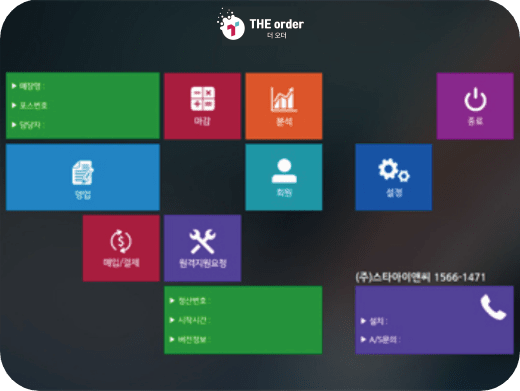 THE order
더 오더
▶ 매장명 :
▶ 포스번호
▶ 담당자 :
마감
분석
종료
영업
회원
설정
매입/결제
원격지원요청
(주)스타아이앤씨 1566-1471
▶ 정산번호 :
▶ 시작시간 :
▶ 버전정보 :
▶ 설치 :
▶ A/S문의 :